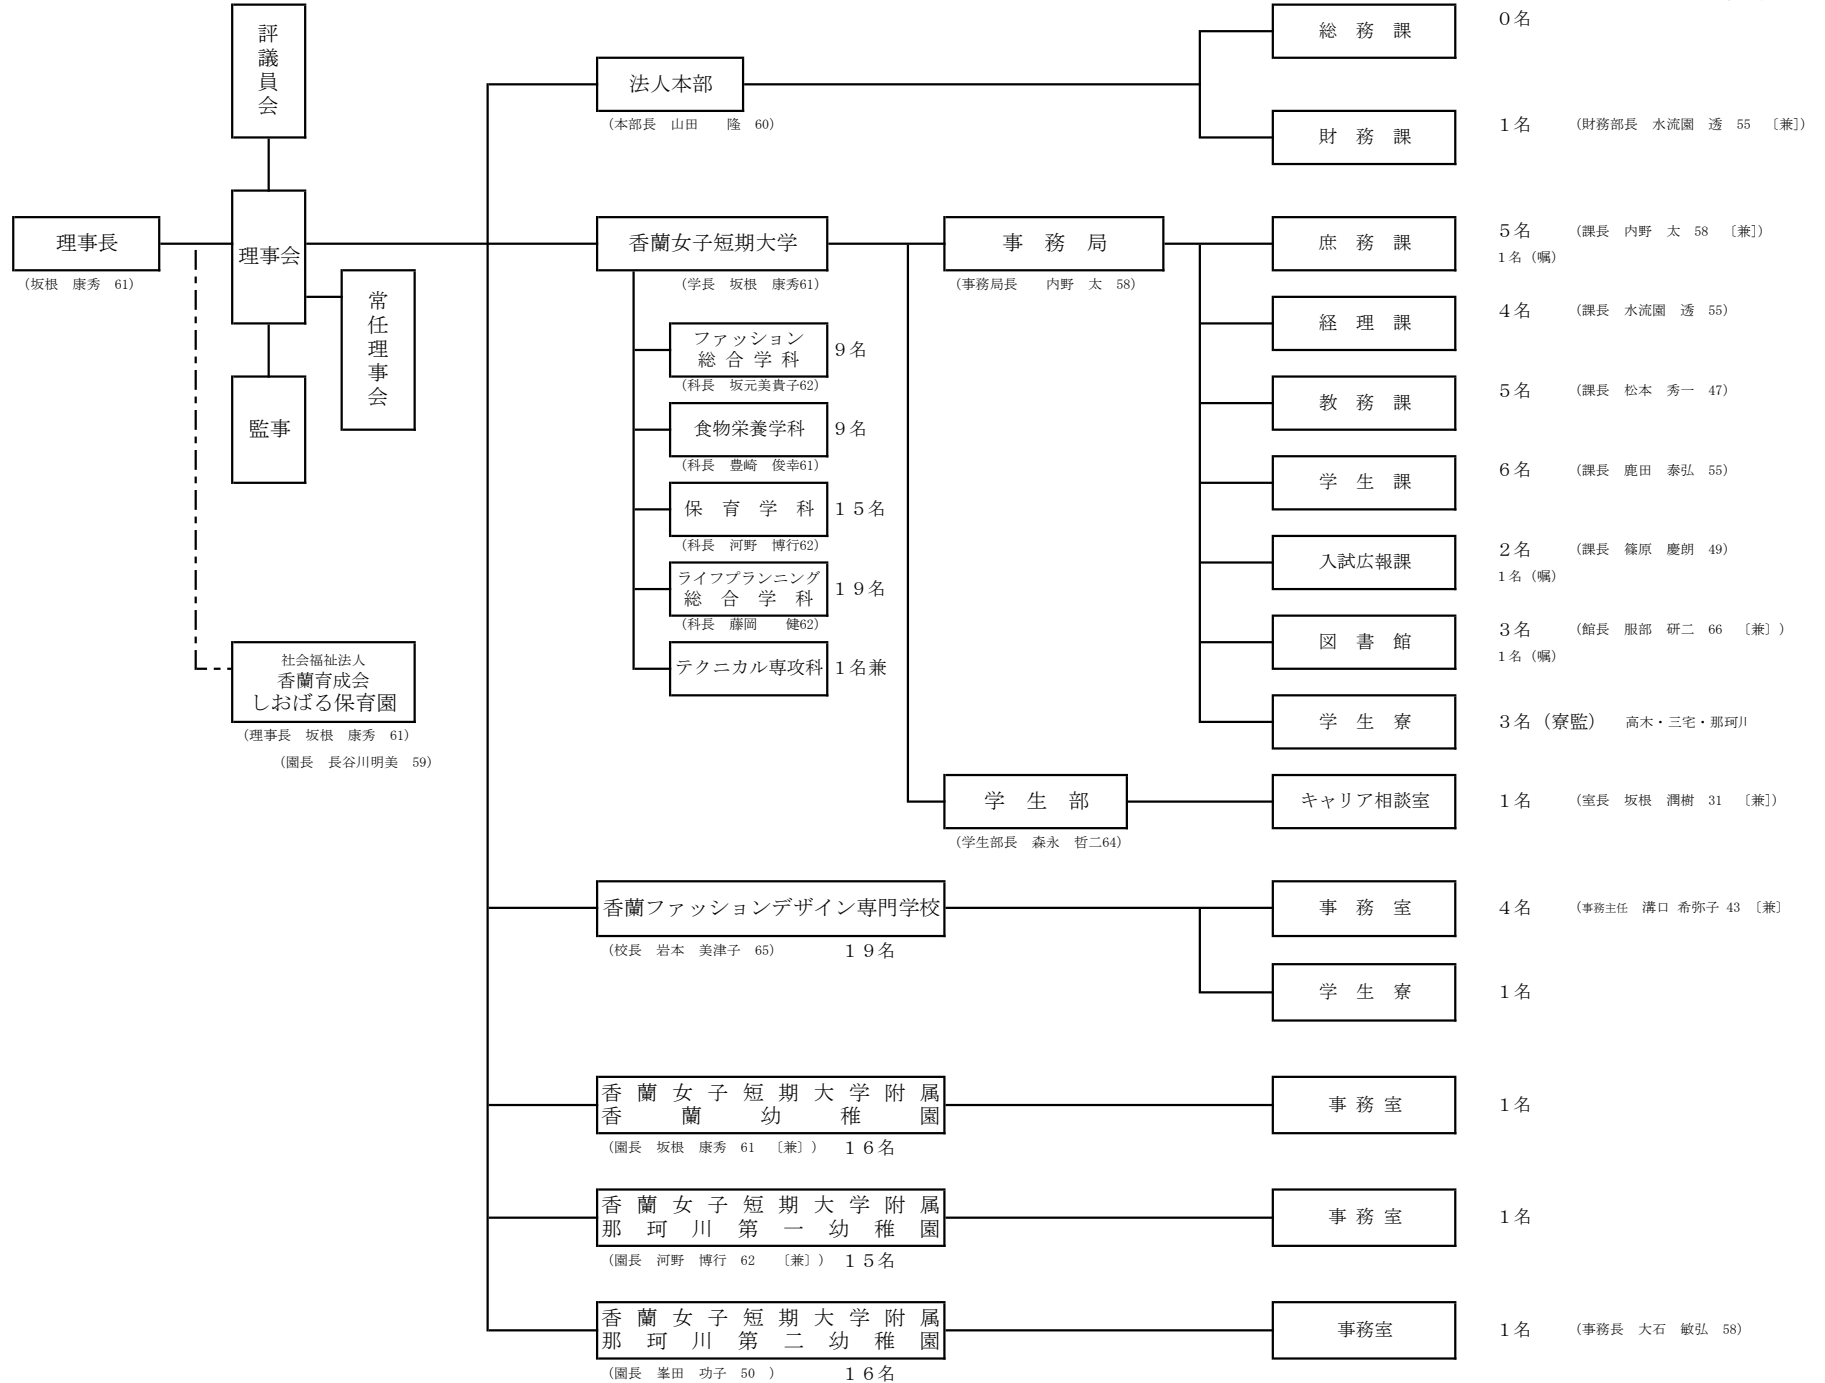 評議員会
理事会
理事長
（坂根　康秀　61）
常任理事会
監事
社会福祉法人
香蘭育成会
しおばる保育園
（理事長　坂根　康秀　61）
（園長　長谷川明美　59）
法人本部
（本部長　山田　　隆　60）
総　務　課
０名
財　務　課
１名　（財務部長　水流園　透　55　〔兼〕）
香蘭女子短期大学
（学長　坂根　康秀61）
ファッション
総 合 学 科
９名
（科長　坂元美貴子62）
食物栄養学科
９名
（科長　豊崎　俊幸61）
保　育　学　科
１５名
（科長　河野　博行62）
ライフプランニング
総　合　学　科
１９名
（科長　藤岡　　健62）
テクニカル専攻科
１名兼
事　務　局
（事務局長　　内野　太　58）
庶　務　課
５名　（課長　内野　太　58　〔兼〕）
１名（嘱）
経　理　課
４名　（課長　水流園　透　55）
教　務　課
５名　（課長　松本　秀一　47）
学　生　課
６名　（課長　鹿田　泰弘　55）
入試広報課
２名　（課長　篠原　慶朗　49）
１名（嘱）
図　書　館
３名　（館長　服部　研二　66　〔兼〕）
１名（嘱）
学　生　寮
３名（寮監）　高木・三宅・那珂川
学　生　部
（学生部長　森永　哲二64）
キャリア相談室
１名　（室長　坂根　潤樹　31　〔兼〕）
香蘭ファッションデザイン専門学校
（校長　岩本　美津子　65）　１９名
事　務　室
４名　（事務主任　溝口 希弥子 43　〔兼〕
学　生　寮
１名
香蘭女子短期大学附属
香蘭幼稚園
（園長　坂根　康秀　61　〔兼〕）　１６名
事 務 室
１名
香蘭女子短期大学附属
那珂川第一幼稚園
（園長　河野　博行　62　〔兼〕）　１５名
事 務 室
１名
香蘭女子短期大学附属
那珂川第二幼稚園
（園長　峯田　功子　50　）　１６名
事務室
１名　（事務長　大石　敏弘　58）